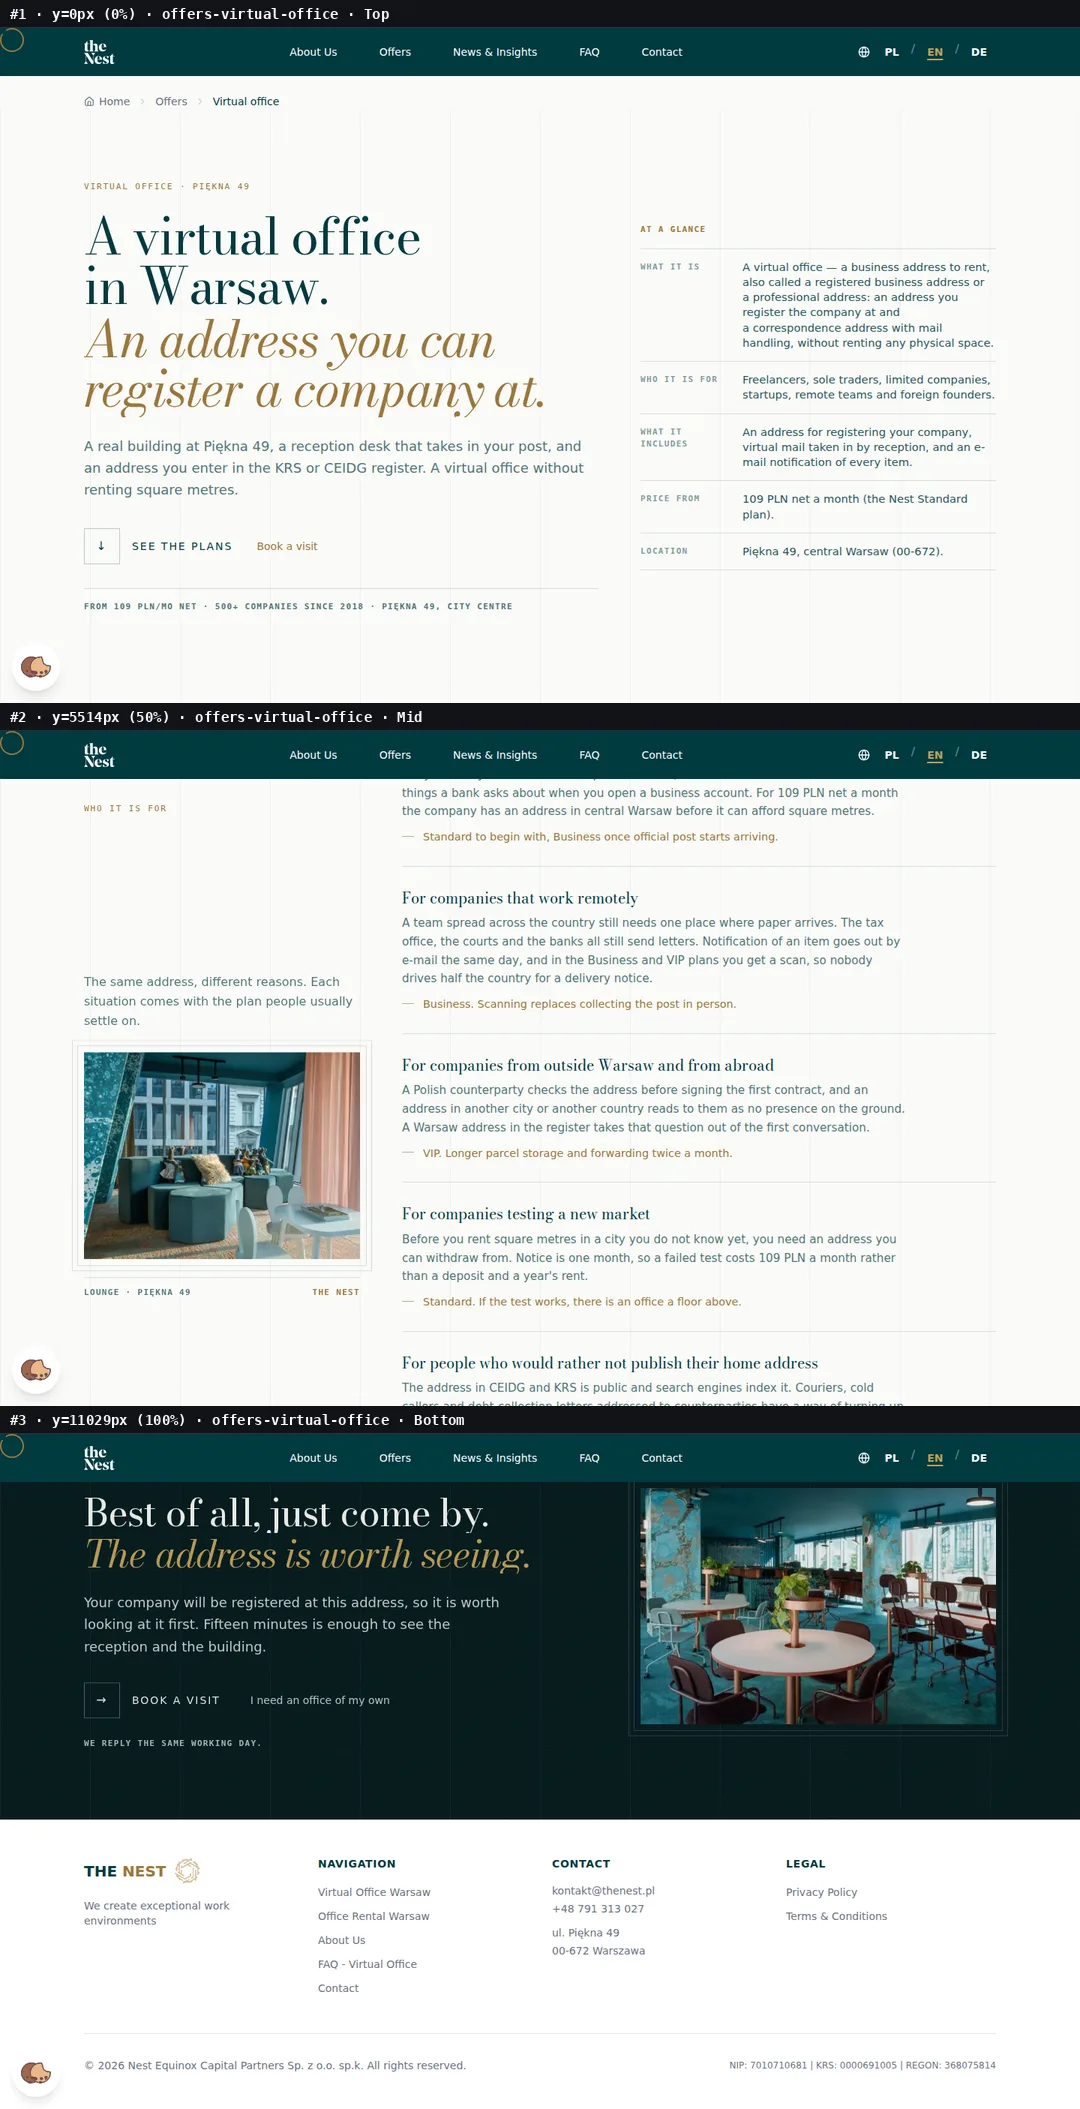 #1 · y=0px (0%) · offers-virtual-office · Top
the
Nest
About Us
Offers
News & Insights
FAQ
Contact
PL / EN / DE
Home > Offers > Virtual office
VIRTUAL OFFICE · PIĘKNA 49
A virtual office
in Warsaw.
An address you can
register a company at.
A real building at Piękna 49, a reception desk that takes in your post, and
an address you enter in the KRS or CEIDG register. A virtual office without
renting square metres.
↓ SEE THE PLANS
Book a visit
FROM 109 PLN/MO NET · 500+ COMPANIES SINCE 2018 · PIĘKNA 49, CITY CENTRE
AT A GLANCE
WHAT IT IS
A virtual office — a business address to rent,
also called a registered business address or
a professional address: an address you
register the company at and
a correspondence address with mail
handling, without renting any physical space.
WHO IT IS FOR
Freelancers, sole traders, limited companies,
startups, remote teams and foreign founders.
WHAT IT
INCLUDES
An address for registering your company,
virtual mail taken in by reception, and an e-
mail notification of every item.
PRICE FROM
109 PLN net a month (the Nest Standard
plan).
LOCATION
Piękna 49, central Warsaw (00-672).
#2 · y=5514px (50%) · offers-virtual-office · Mid
the
Nest
About Us
Offers
News & Insights
FAQ
Contact
PL / EN / DE
WHO IT IS FOR
The same address, different reasons. Each
situation comes with the plan people usually
settle on.
LOUNGE · PIĘKNA 49
THE NEST
things a bank asks about when you open a business account. For 109 PLN net a month
the company has an address in central Warsaw before it can afford square metres.
— Standard to begin with, Business once official post starts arriving.
For companies that work remotely
A team spread across the country still needs one place where paper arrives. The tax
office, the courts and the banks all still send letters. Notification of an item goes out by
e-mail the same day, and in the Business and VIP plans you get a scan, so nobody
drives half the country for a delivery notice.
— Business. Scanning replaces collecting the post in person.
For companies from outside Warsaw and from abroad
A Polish counterparty checks the address before signing the first contract, and an
address in another city or another country reads to them as no presence on the ground.
A Warsaw address in the register takes that question out of the first conversation.
— VIP. Longer parcel storage and forwarding twice a month.
For companies testing a new market
Before you rent square metres in a city you do not know yet, you need an address you
can withdraw from. Notice is one month, so a failed test costs 109 PLN a month rather
than a deposit and a year's rent.
— Standard. If the test works, there is an office a floor above.
For people who would rather not publish their home address
The address in CEIDG and KRS is public and search engines index it. Couriers, cold
callers and debt-collection letters addressed to counterparties have a way of turning up
#3 · y=11029px (100%) · offers-virtual-office · Bottom
the
Nest
About Us
Offers
News & Insights
FAQ
Contact
PL / EN / DE
Best of all, just come by.
The address is worth seeing.
Your company will be registered at this address, so it is worth
looking at it first. Fifteen minutes is enough to see the
reception and the building.
→ BOOK A VISIT
I need an office of my own
WE REPLY THE SAME WORKING DAY.
THE NEST
We create exceptional work
environments
NAVIGATION
Virtual Office Warsaw
Office Rental Warsaw
About Us
FAQ - Virtual Office
Contact
CONTACT
kontakt@thenest.pl
+48 791 313 027
ul. Piękna 49
00-672 Warszawa
LEGAL
Privacy Policy
Terms & Conditions
© 2026 Nest Equinox Capital Partners Sp. z o.o. sp.k. All rights reserved.
NIP: 7010710681 | KRS: 0000691005 | REGON: 368075814